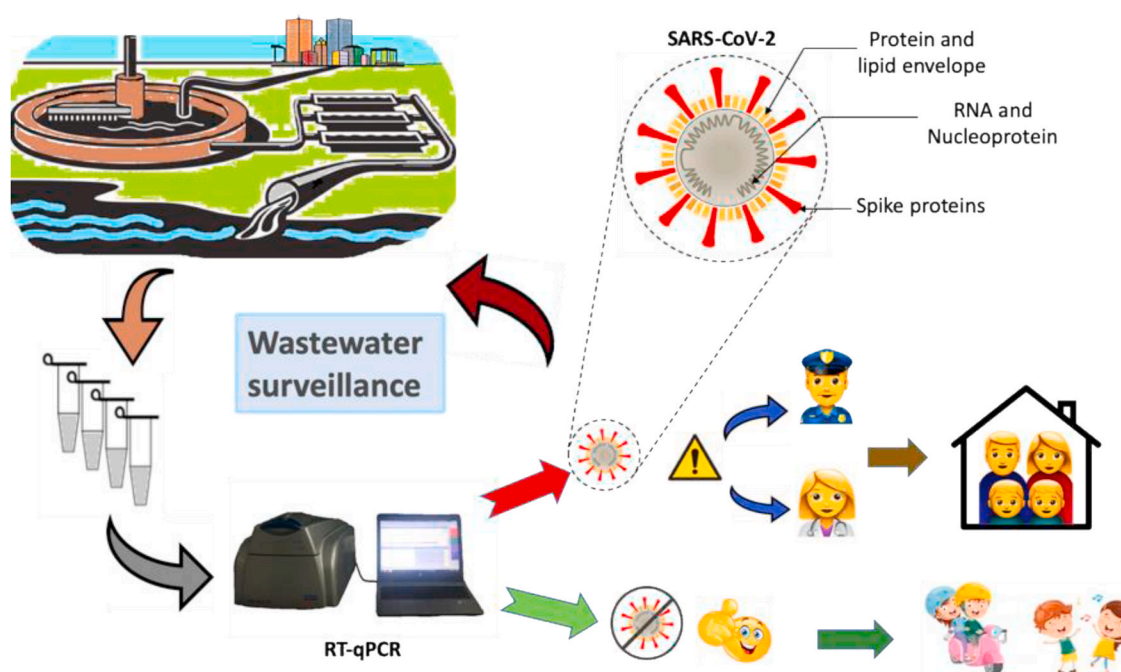 SARS-CoV-2
Protein and
lipid envelope
RNA and
Nucleoprotein
Spike proteins
Wastewater
surveillance
RT-qPCR